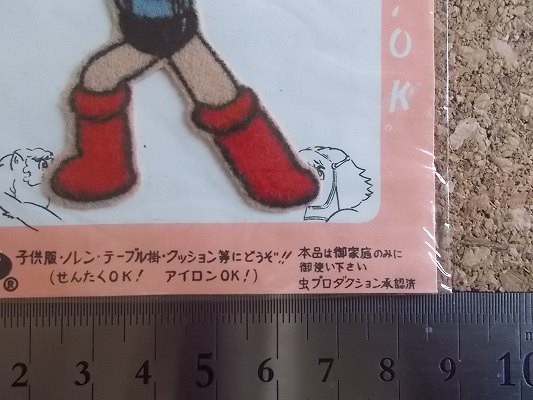 I
O
K.
子供服・ノレン・テーブル掛・クッション等にどうぞ!!
(せんたくOK! アイロンOK!)
本品は御家庭のみに
御使い下さい
虫プロダクション承認済
®
2 3 4 5 6 7 8 9 10